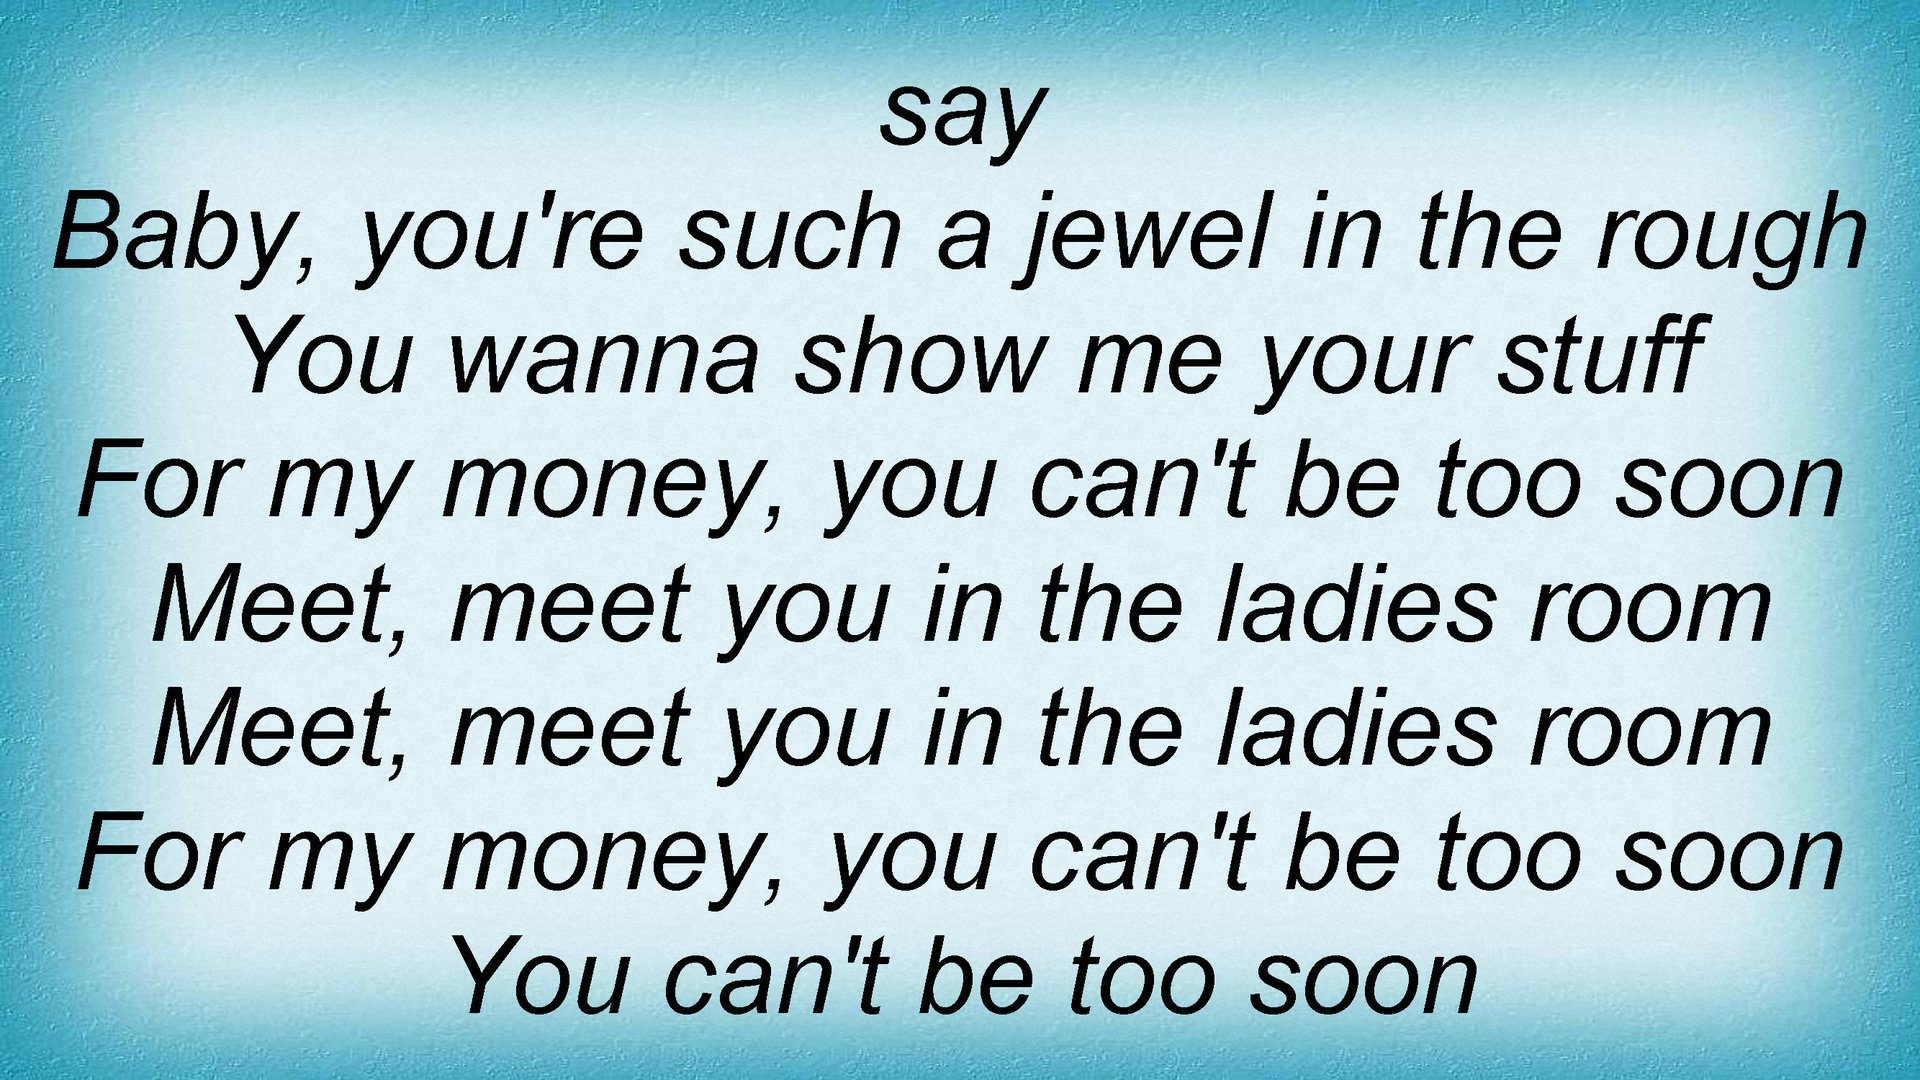 say
Baby, you're such a jewel in the rough
You wanna show me your stuff
For my money, you can't be too soon
Meet, meet you in the ladies room
Meet, meet you in the ladies room
For my money, you can't be too soon
You can't be too soon